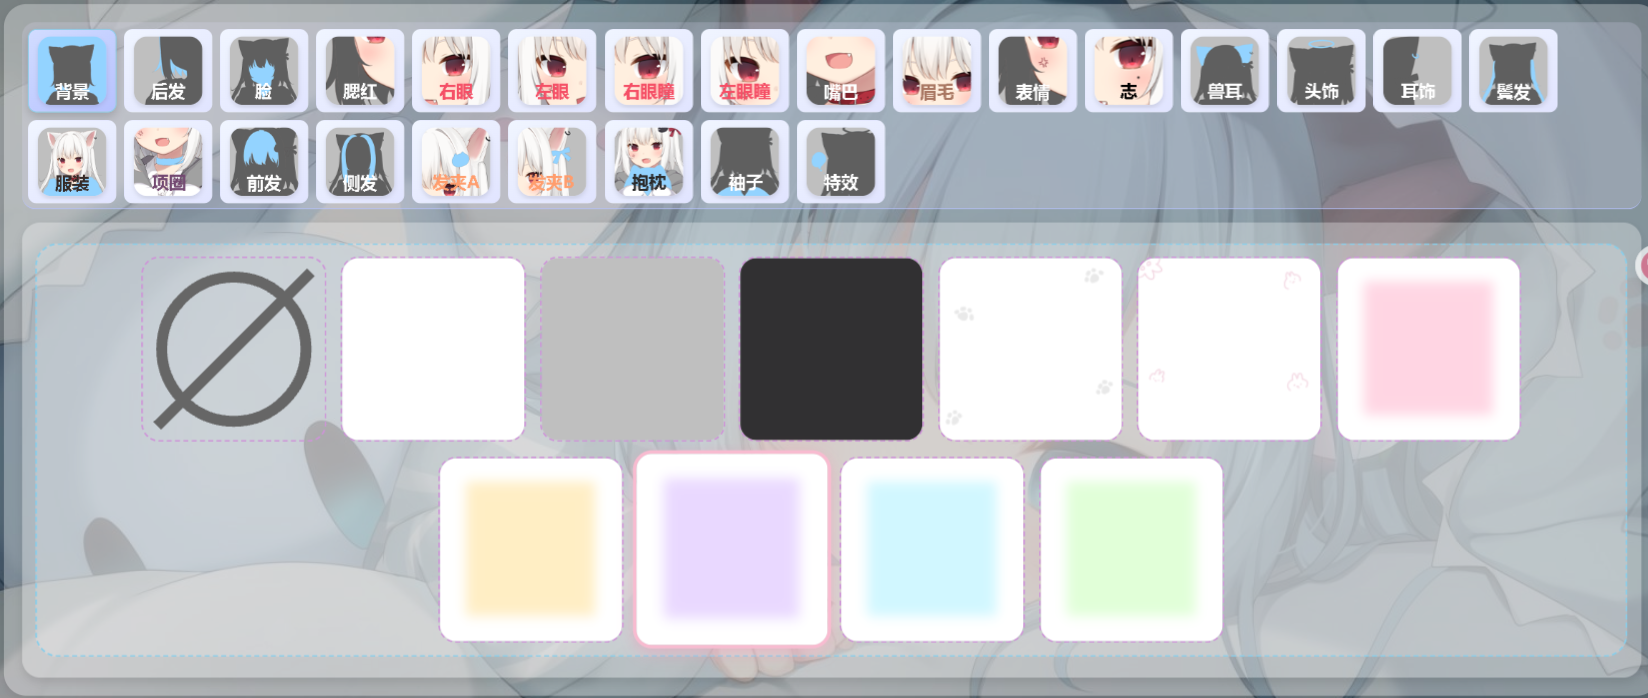 背景 后发 脸 腮红 右眼 左眼 右眼瞳 左眼瞳 嘴巴 眉毛 表情 志 兽耳 头饰 耳饰 鬓发
服装 项圈 前发 侧发 发夹A 发夹B 抱枕 袖子 特效